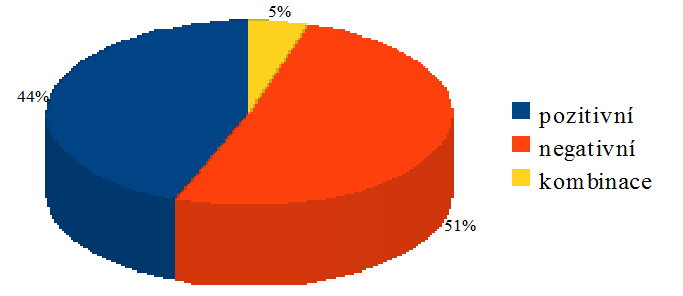 5%
44%
pozitivní
negativní
kombinace
51%